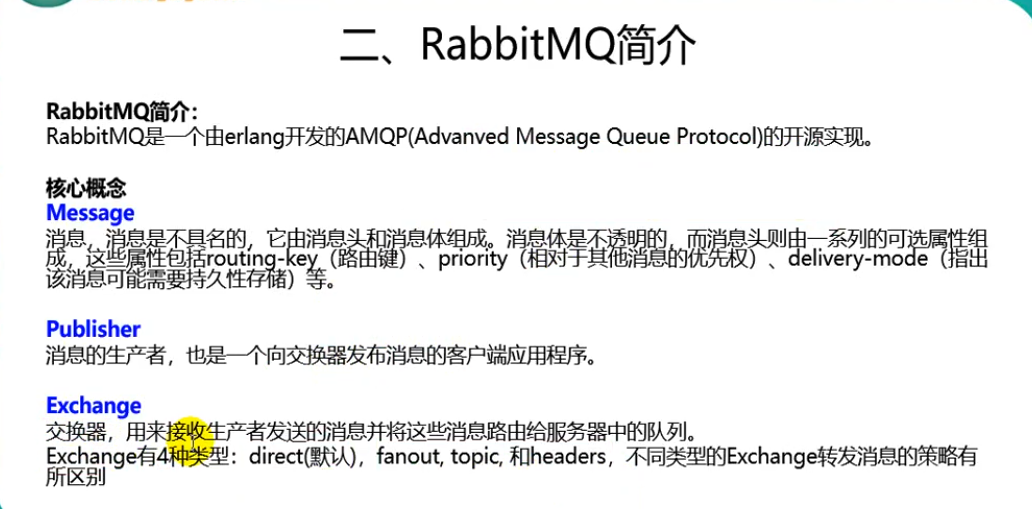 二、RabbitMQ简介
RabbitMQ简介：
RabbitMQ是一个由erlang开发的AMQP(Advanved Message Queue Protocol)的开源实现。
核心概念
Message
消息，消息是不具名的，它由消息头和消息体组成。消息体是不透明的，而消息头则由一系列的可选属性组
成，这些属性包括routing-key（路由键）、priority（相对于其他消息的优先权）、delivery-mode（指出
该消息可能需要持久性存储）等。
Publisher
消息的生产者，也是一个向交换器发布消息的客户端应用程序。
Exchange
交换器，用来接收生产者发送的消息并将这些消息路由给服务器中的队列。
Exchange有4种类型：direct(默认)，fanout, topic, 和headers，不同类型的Exchange转发消息的策略有
所区别